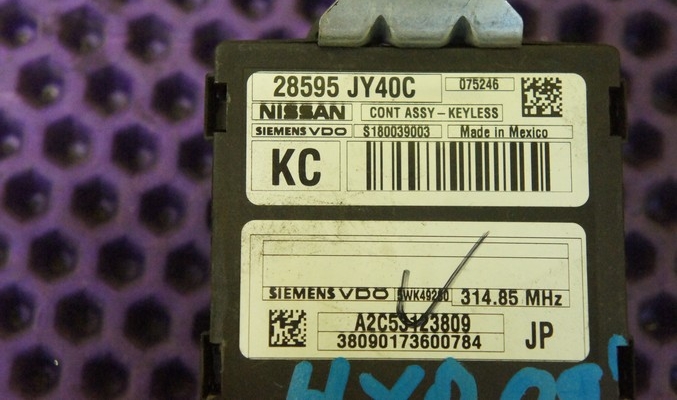 28595 JY40C 075246
NISSAN CONT ASSY-KEYLESS
SIEMENS VDO S180039003 Made in Mexico
KC
SIEMENS VDO 314.85 MHz
A2C53123809
38090173600784
JP